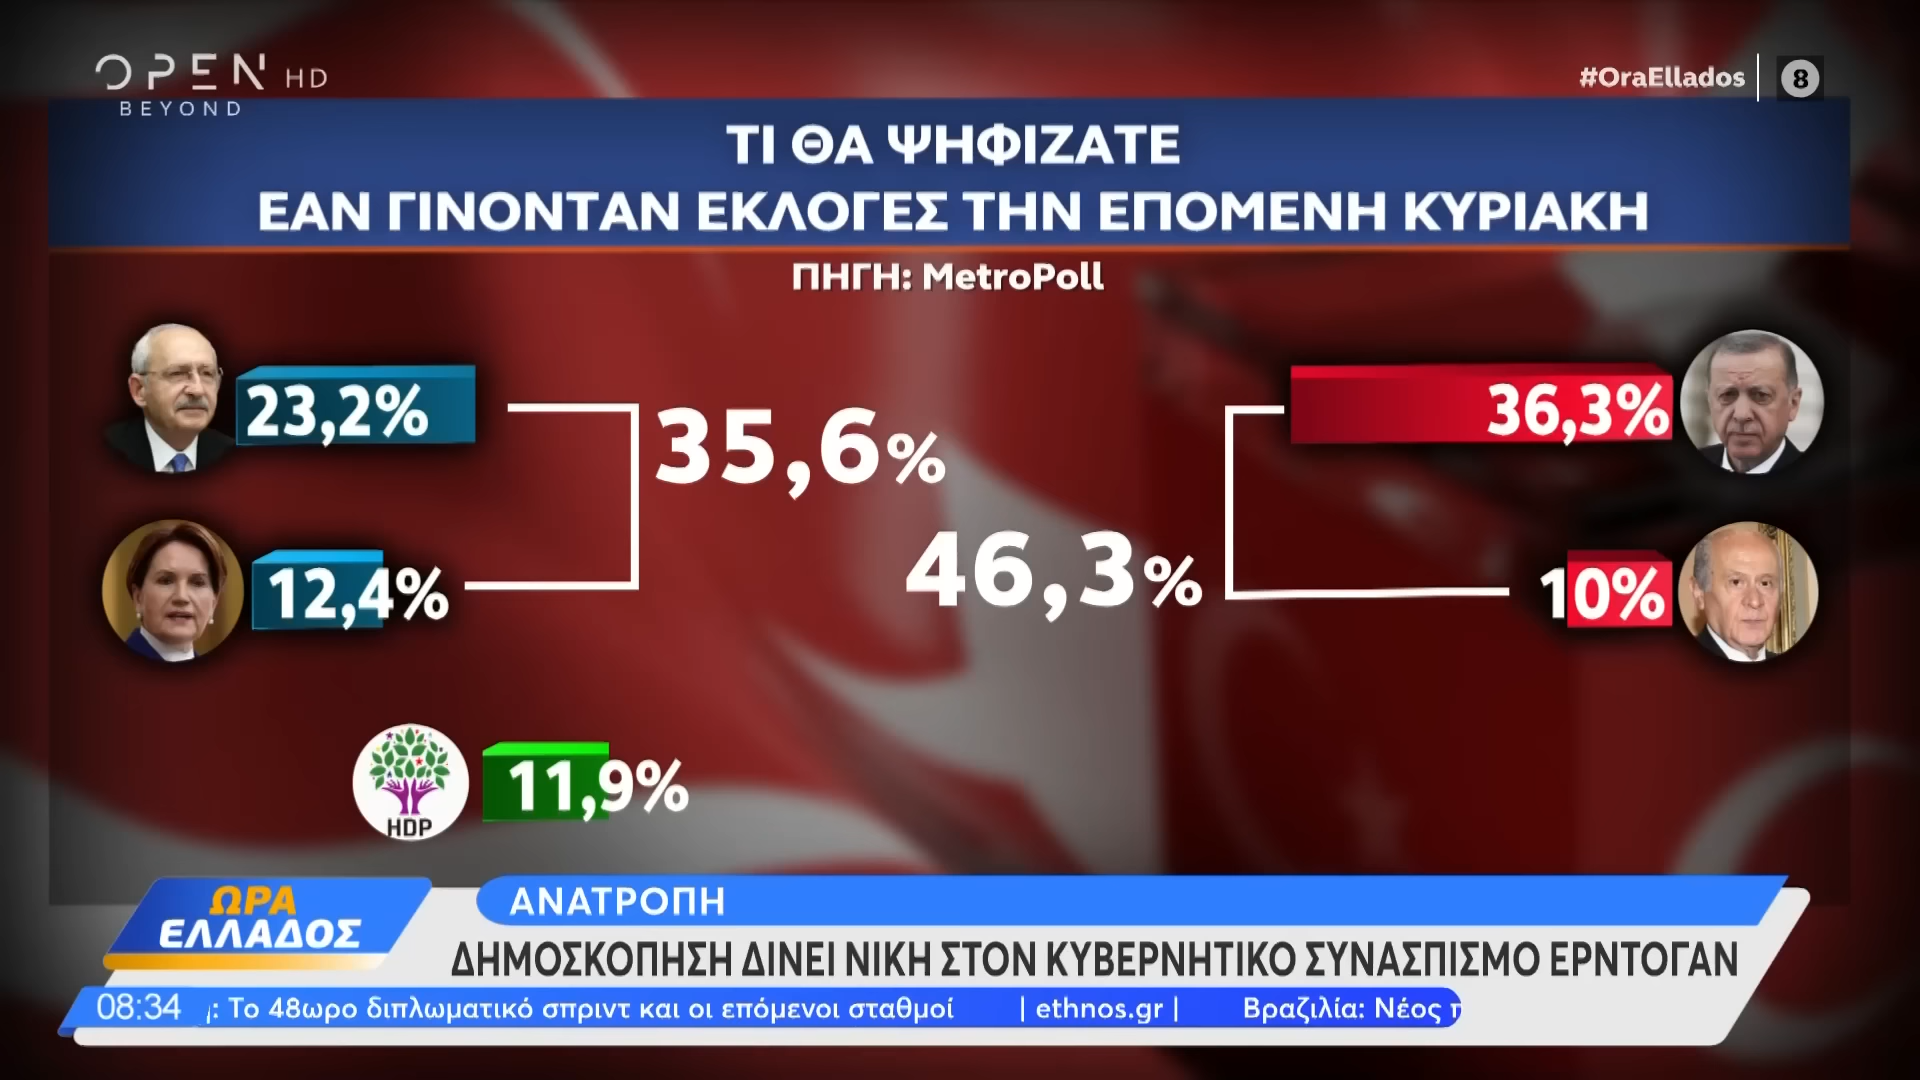 OPEN HD
BEYOND
#OraEllados
8
ΤΙ ΘΑ ΨΗΦΙΖΑΤΕ
ΕΑΝ ΓΙΝΟΝΤΑΝ ΕΚΛΟΓΕΣ ΤΗΝ ΕΠΟΜΕΝΗ ΚΥΡΙΑΚΗ
ΠΗΓΗ: MetroPoll
23,2%
35,6%
36,3%
12,4%
46,3%
10%
HDP
11,9%
ΩΡΑ
ΕΛΛΑΔΟΣ
ΑΝΑΤΡΟΠΗ
ΔΗΜΟΣΚΟΠΗΣΗ ΔΙΝΕΙ ΝΙΚΗ ΣΤΟΝ ΚΥΒΕΡΝΗΤΙΚΟ ΣΥΝΑΣΠΙΣΜΟ ΕΡΝΤΟΓΑΝ
08:34 : Το 48ωρο διπλωματικό σπριντ και οι επόμενοι σταθμοί | ethnos.gr | Βραζιλία: Νέος